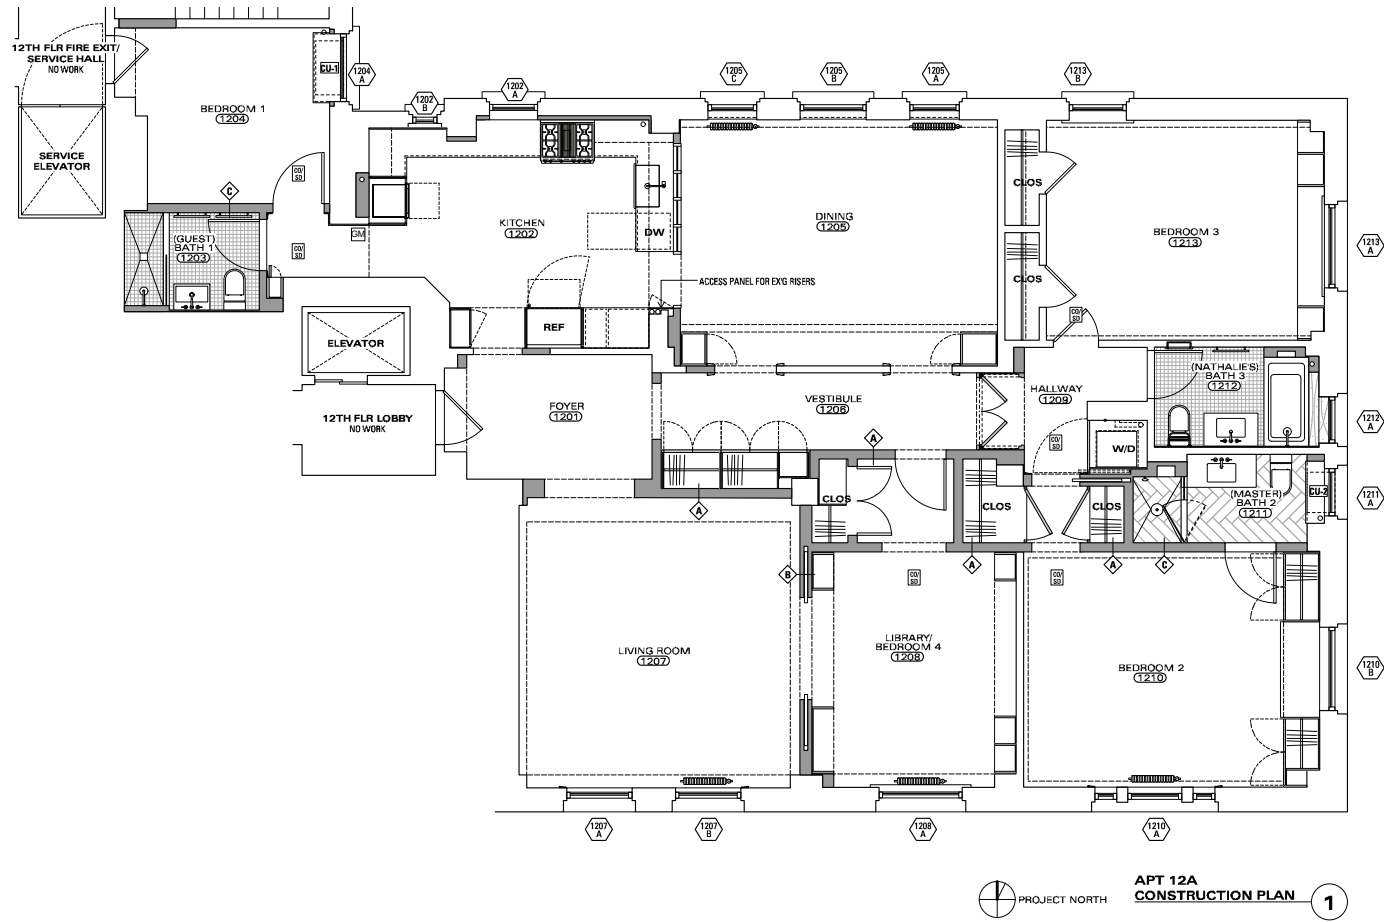 12TH FLR FIRE EXIT/
SERVICE HALL
NO WORK
CU-1
1204
A
BEDROOM 1
1204
SERVICE
ELEVATOR
CO/
SD
C
(GUEST)
BATH 1
1203
CO/
SD
GM
1202
B
1202
A
KITCHEN
1202
DW
REF
ACCESS PANEL FOR EX'G RISERS
1205
C
1205
B
1205
A
DINING
1205
1213
B
CLOS
CLOS
BEDROOM 3
1213
1213
A
CO/
SD
ELEVATOR
12TH FLR LOBBY
NO WORK
FOYER
1201
VESTIBULE
1206
HALLWAY
1209
CO/
SD
W/D
(NATHALIE'S)
BATH 3
1212
1212
A
A
A
CLOS
CLOS
CLOS
(MASTER)
BATH 2
1211
CU-2
1211
A
B
A
A
C
CO/
SD
CO/
SD
LIVING ROOM
1207
LIBRARY/
BEDROOM 4
1208
BEDROOM 2
1210
1210
B
1207
A
1207
B
1208
A
1210
A
PROJECT NORTH
APT 12A
CONSTRUCTION PLAN
1